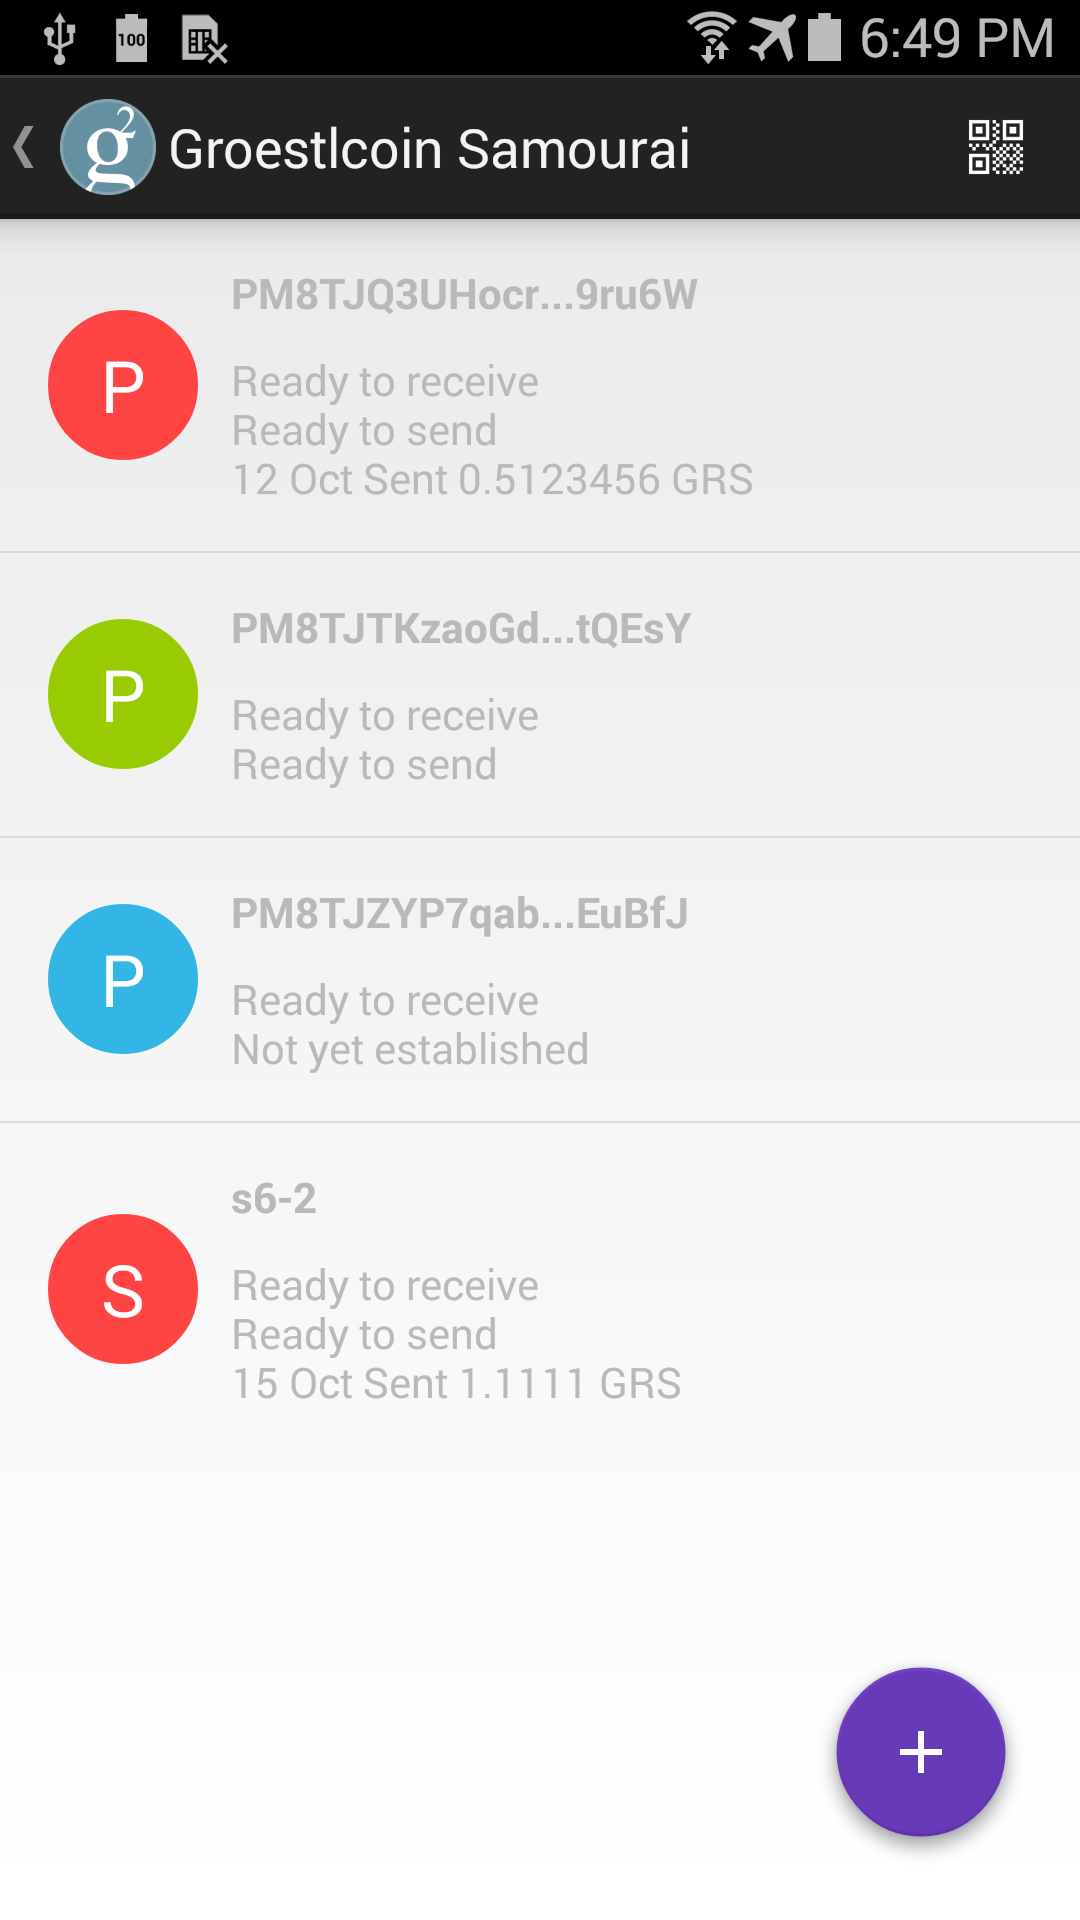 100
6:49 PM
g2
Groestlcoin Samourai
PM8TJQ3UHocr...9ru6W
P
Ready to receive
Ready to send
12 Oct Sent 0.5123456 GRS
PM8TJTKzaoGd...tQEsY
P
Ready to receive
Ready to send
PM8TJZYP7qab...EuBfJ
P
Ready to receive
Not yet established
s6-2
S
Ready to receive
Ready to send
15 Oct Sent 1.1111 GRS
+